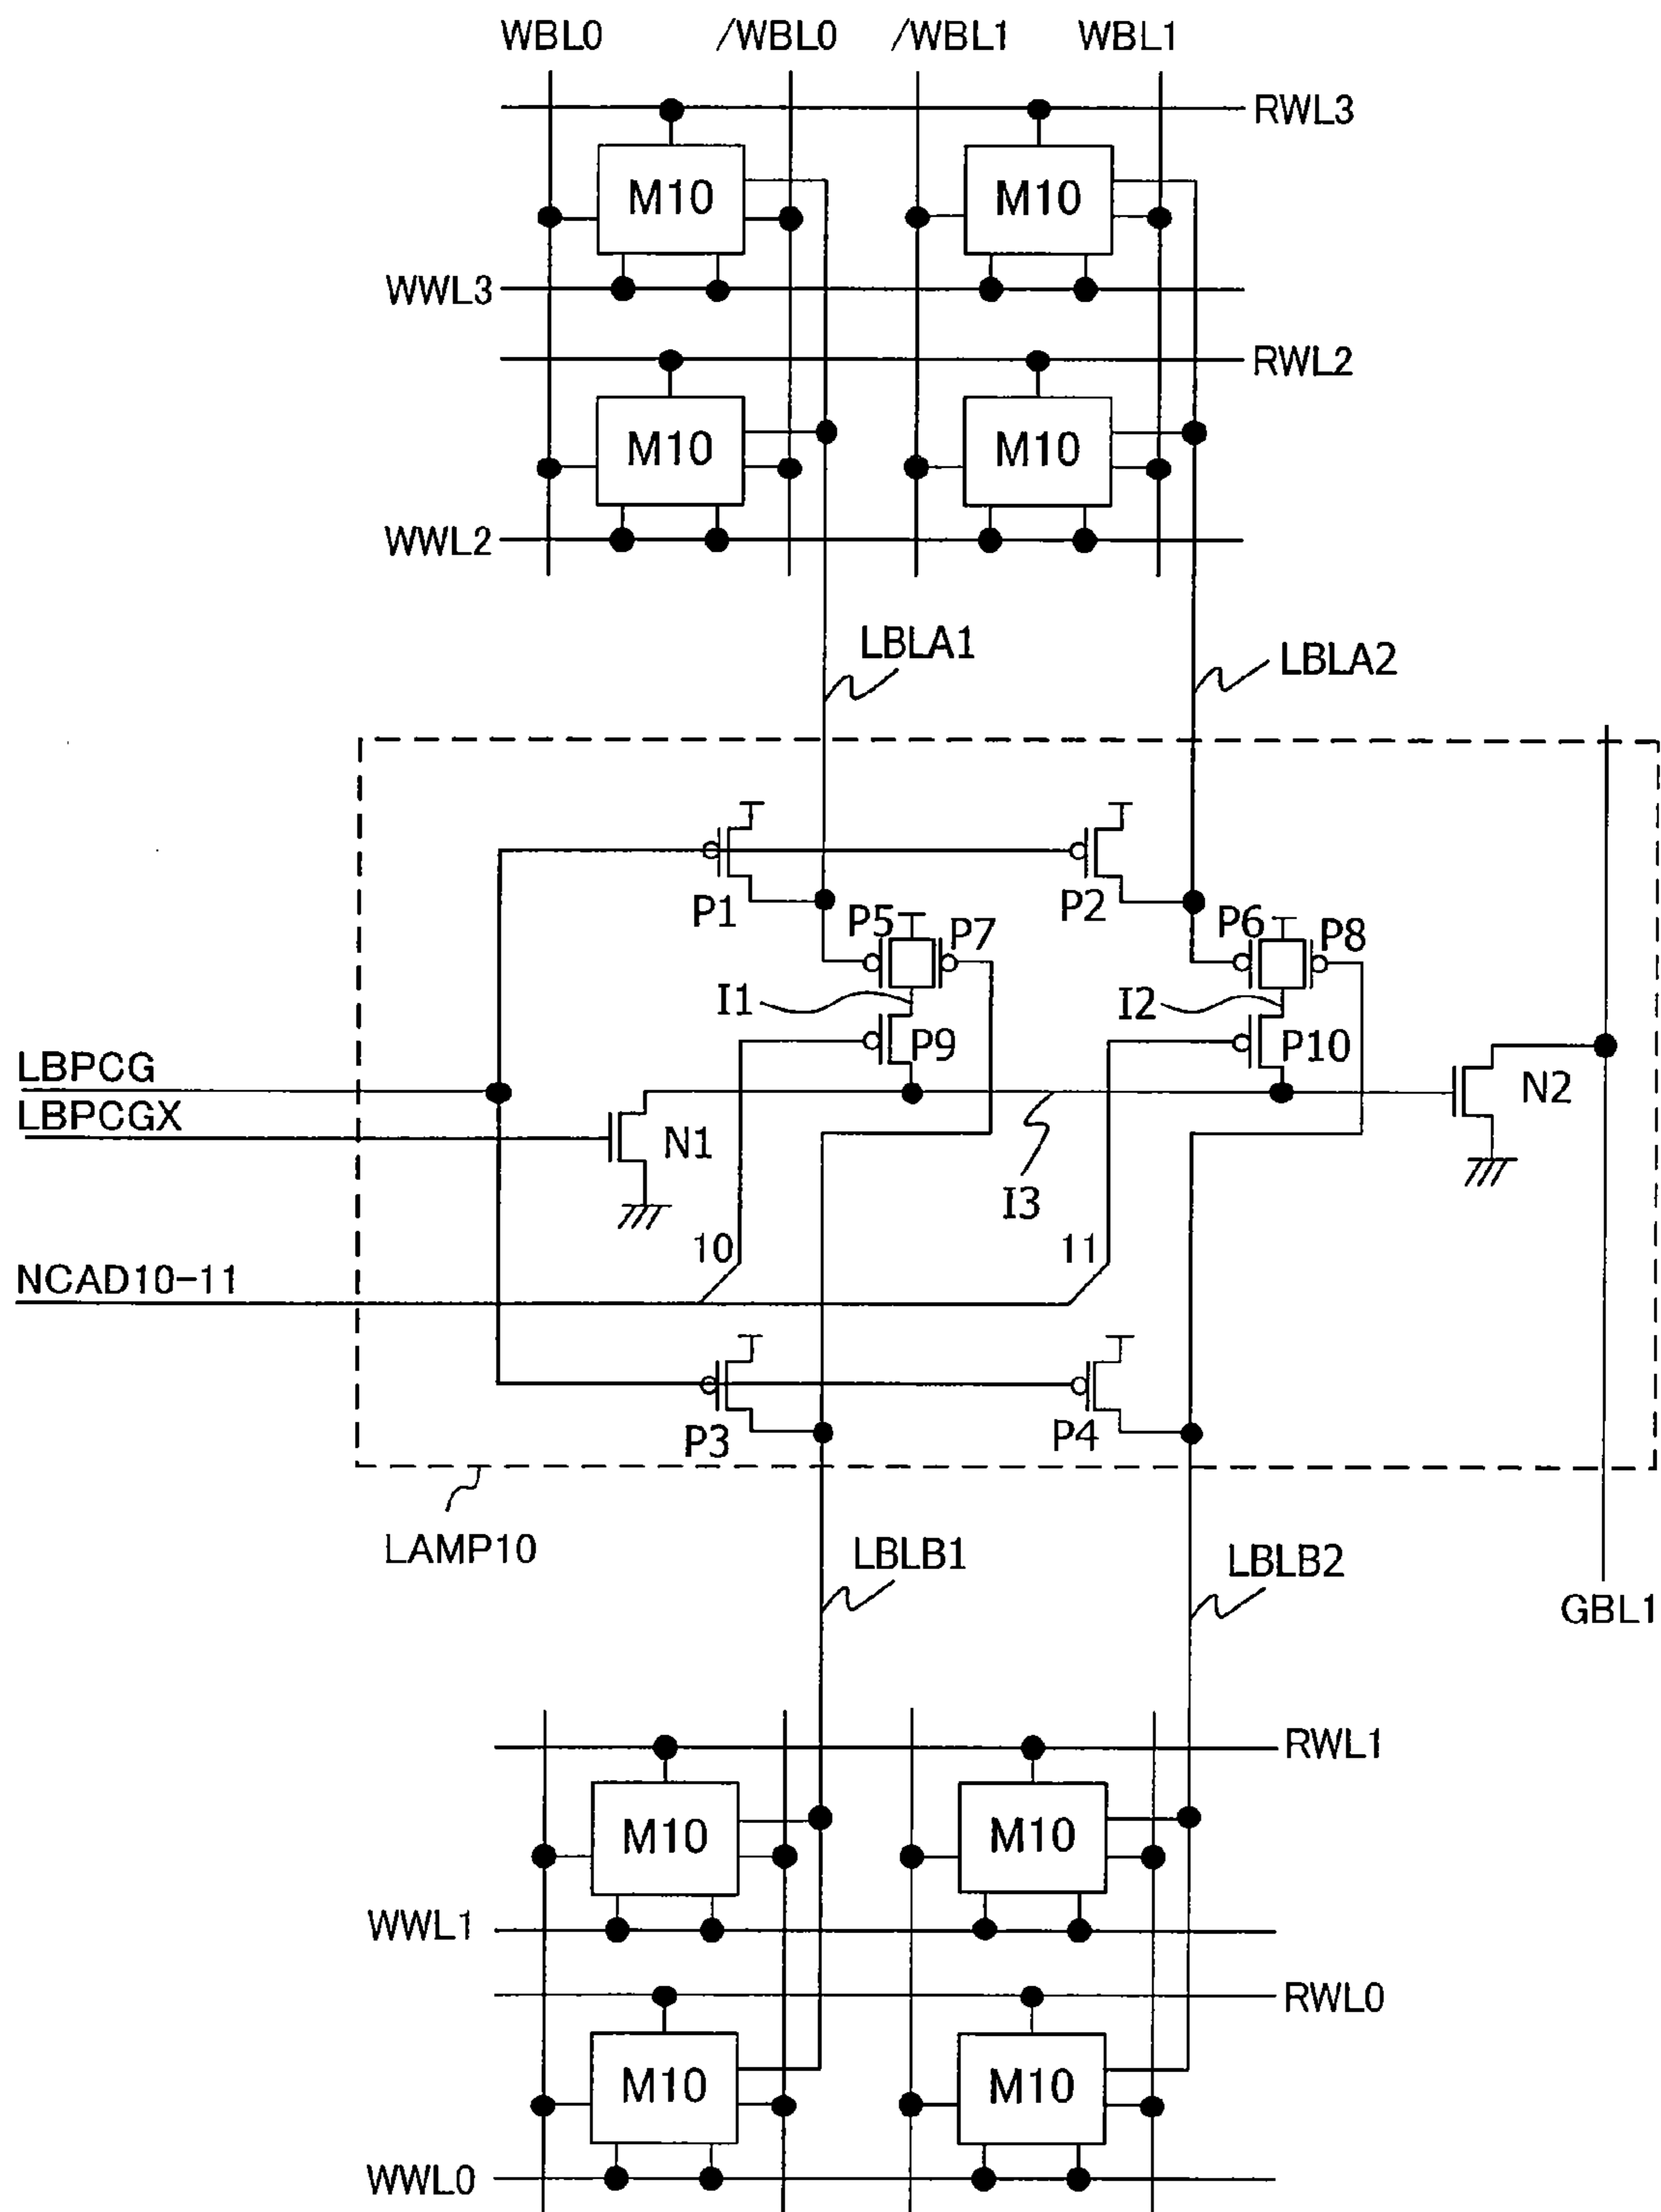 WBL0 /WBL0 /WBL1 WBL1
RWL3
M10 M10
WWL3
RWL2
M10 M10
WWL2
LBLA1 LBLA2
P1 P2
P5 P7 P6 P8
I1 I2
P9 P10
LBPCG
N2
LBPCGX
N1
I3
10 11
NCAD10-11
P3 P4
LAMP10
LBLB1 LBLB2
GBL1
RWL1
M10 M10
WWL1
RWL0
M10 M10
WWL0